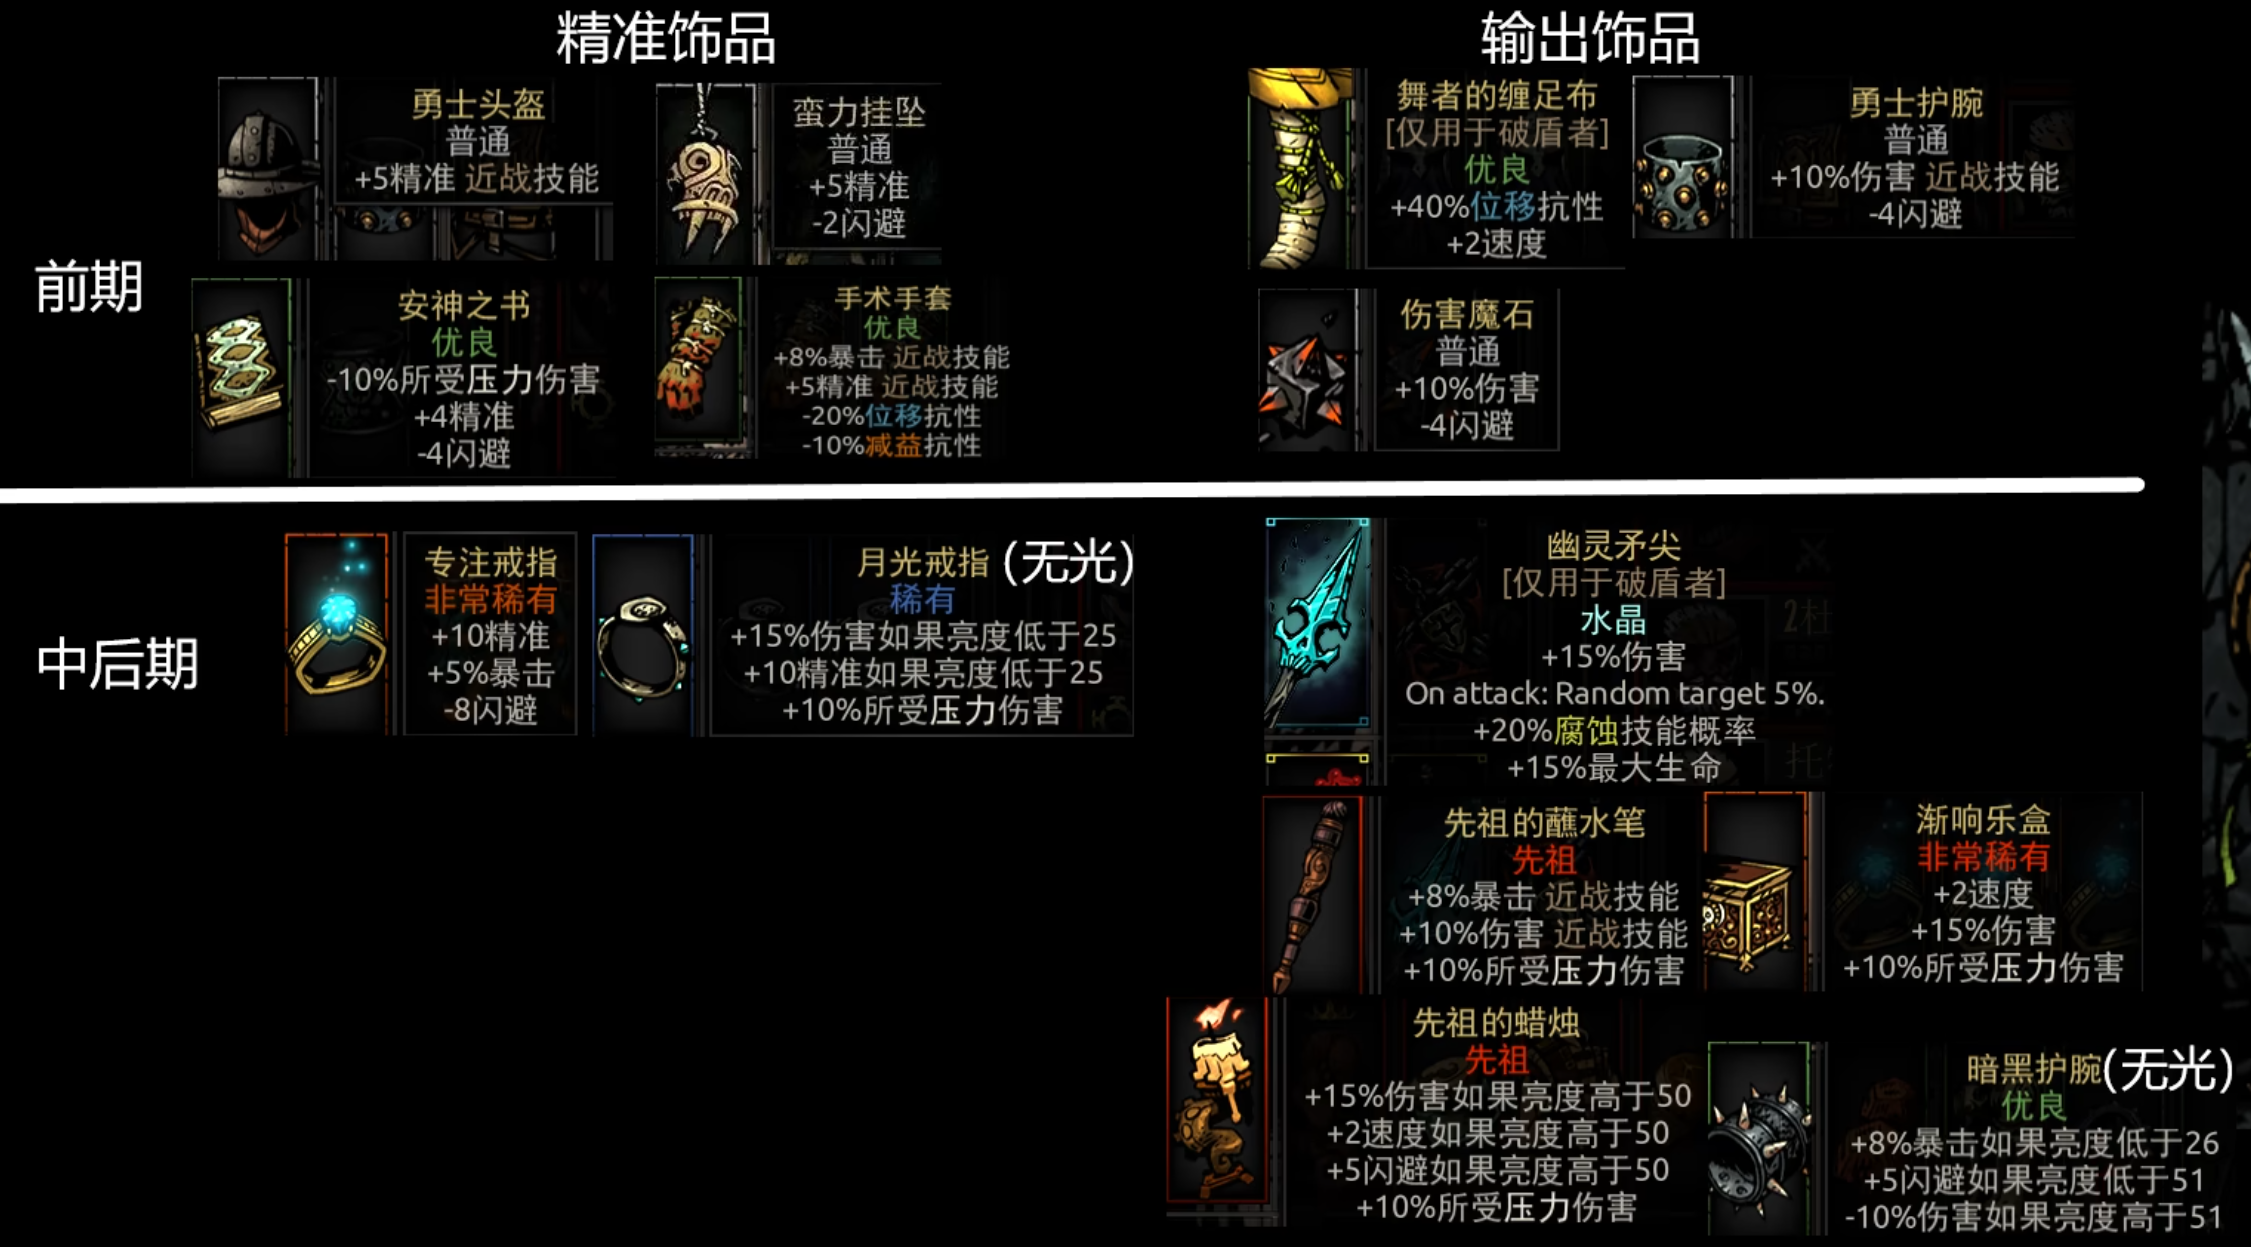 精准饰品
输出饰品
前期
勇士头盔
普通
+5精准 近战技能
蛮力挂坠
普通
+5精准
-2闪避
舞者的缠足布
[仅用于破盾者]
优良
+40%位移抗性
+2速度
勇士护腕
普通
+10%伤害 近战技能
-4闪避
安神之书
优良
-10%所受压力伤害
+4精准
-4闪避
手术手套
优良
+8%暴击 近战技能
+5精准 近战技能
-20%位移抗性
-10%减益抗性
伤害魔石
普通
+10%伤害
-4闪避
中后期
专注戒指
非常稀有
+10精准
+5%暴击
-8闪避
月光戒指 (无光)
稀有
+15%伤害如果亮度低于25
+10精准如果亮度低于25
+10%所受压力伤害
幽灵矛尖
[仅用于破盾者]
水晶
+15%伤害
On attack: Random target 5%.
+20%腐蚀技能概率
+15%最大生命
先祖的蘸水笔
先祖
+8%暴击 近战技能
+10%伤害 近战技能
+10%所受压力伤害
渐响乐盒
非常稀有
+2速度
+15%伤害
+10%所受压力伤害
先祖的蜡烛
先祖
+15%伤害如果亮度高于50
+2速度如果亮度高于50
+5闪避如果亮度高于50
+10%所受压力伤害
暗黑护腕(无光)
优良
+8%暴击如果亮度低于26
+5闪避如果亮度低于51
-10%伤害如果亮度高于51